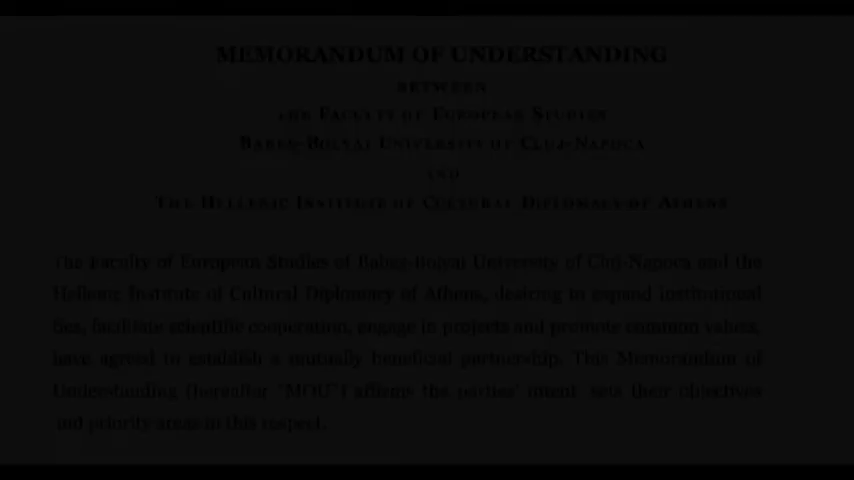 MEMORANDUM OF UNDERSTANDING
BETWEEN
THE FACULTY OF EUROPEAN STUDIES
BABEȘ-BOLYAI UNIVERSITY OF CLUJ-NAPOCA
AND
THE HELLENIC INSTITUTE OF CULTURAL DIPLOMACY OF ATHENS
The Faculty of European Studies of Babeș-Bolyai University of Cluj-Napoca and the
Hellenic Institute of Cultural Diplomacy of Athens, desiring to expand institutional
ties, facilitate scientific cooperation, engage in projects and promote common values,
have agreed to establish a mutually beneficial partnership. This Memorandum of
Understanding (hereafter "MOU") affirms the parties' intent, sets their objectives
and priority areas in this respect.